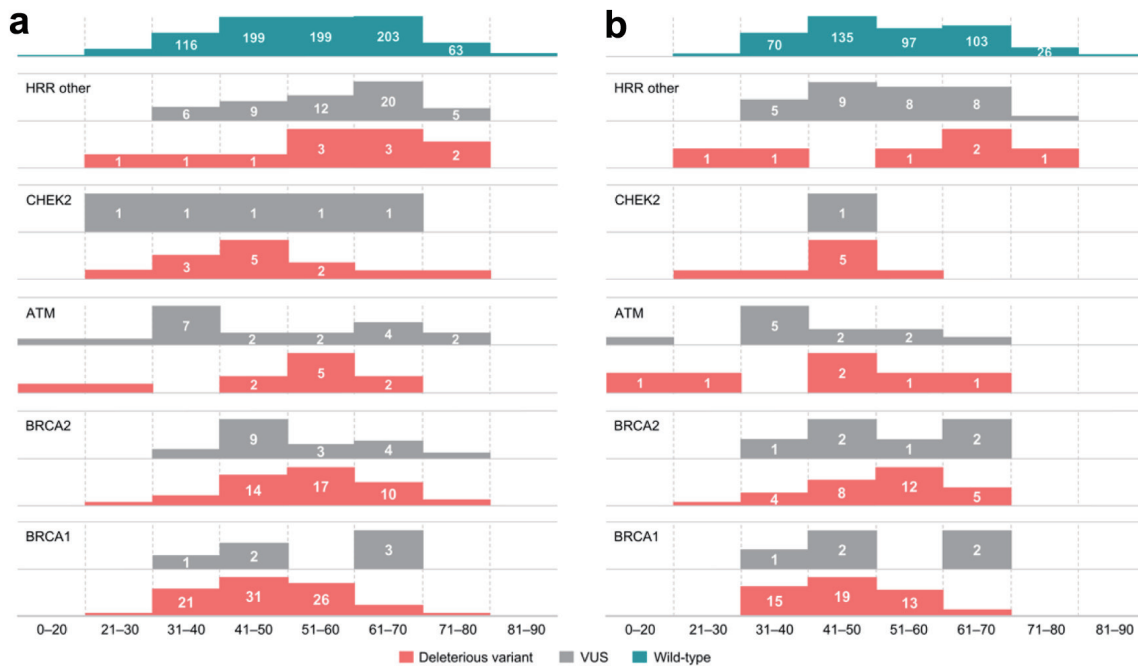 a
116 199 199 203 63
HRR other
6 9 12 20 5
1 1 1 3 3 2
CHEK2
1 1 1 1 1
3 5 2
ATM
7 2 2 4 2
2 5 2
BRCA2
9 3 4
14 17 10
BRCA1
1 2 3
21 31 26
0–20 21–30 31–40 41–50 51–60 61–70 71–80 81–90
b
70 135 97 103 26
HRR other
5 9 8 8
1 1 1 2 1
CHEK2
1
5
ATM
5 2 2
1 1 2 1 1
BRCA2
1 2 1 2
4 8 12 5
BRCA1
1 2 2
15 19 13
0–20 21–30 31–40 41–50 51–60 61–70 71–80 81–90
Deleterious variant VUS Wild-type